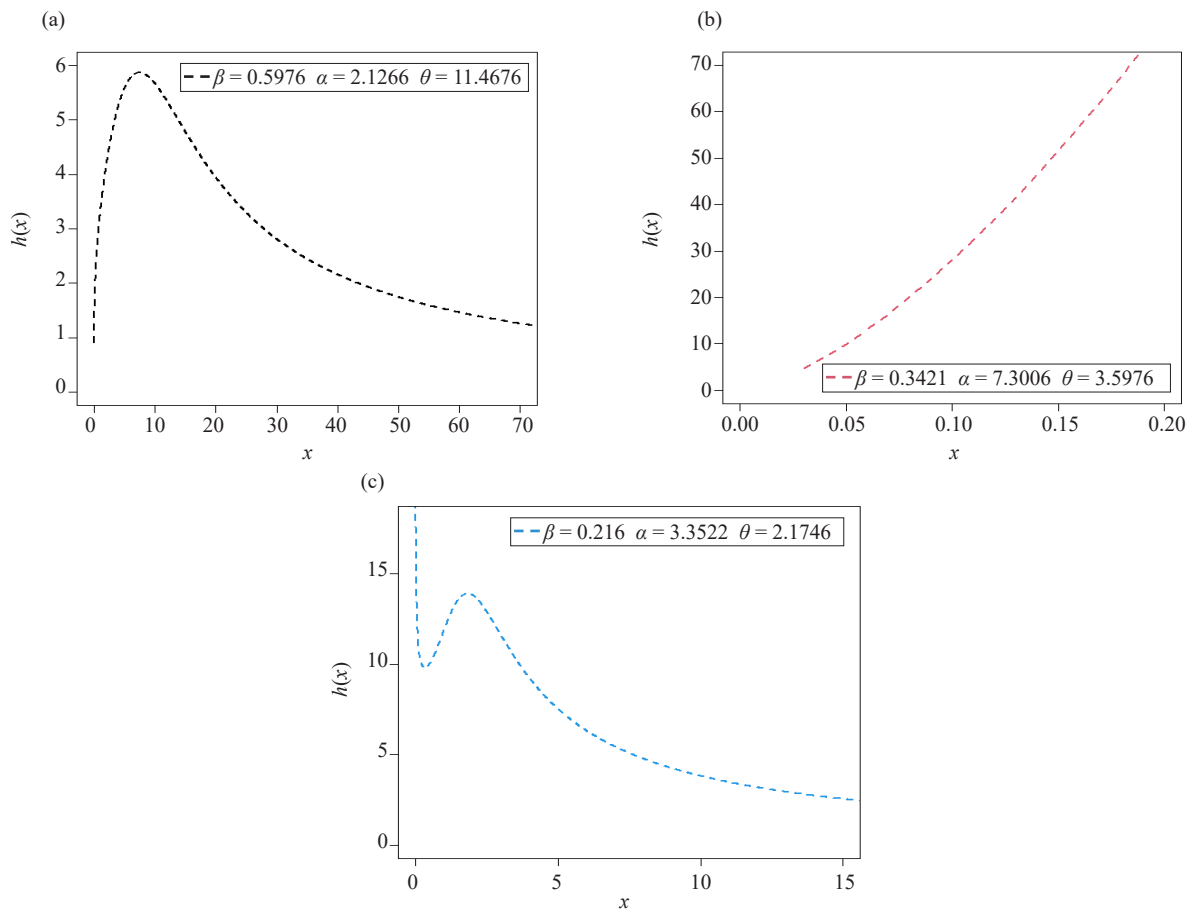 (a)
6
5
4
3
2
1
0
h(x)
β = 0.5976 α = 2.1266 θ = 11.4676
0 10 20 30 40 50 60 70
x
(b)
70
60
50
40
30
20
10
0
h(x)
β = 0.3421 α = 7.3006 θ = 3.5976
0.00 0.05 0.10 0.15 0.20
x
(c)
15
10
5
0
h(x)
β = 0.216 α = 3.3522 θ = 2.1746
0 5 10 15
x